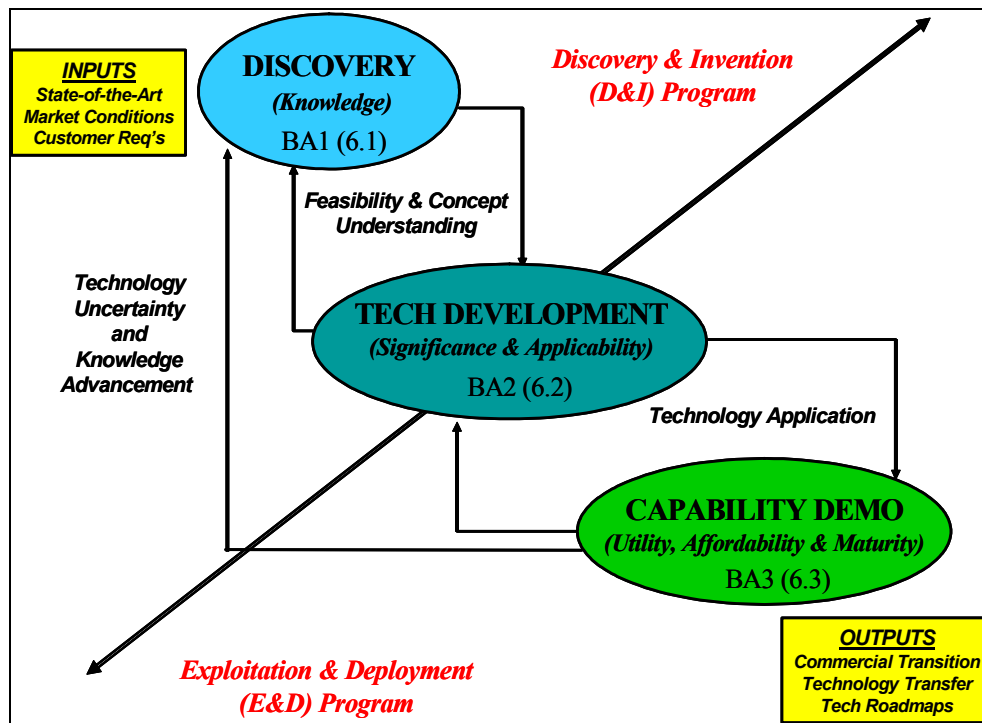 INPUTS
State-of-the-Art
Market Conditions
Customer Req's
DISCOVERY
(Knowledge)
BA1 (6.1)
Discovery & Invention
(D&I) Program
Feasibility & Concept
Understanding
Technology
Uncertainty
and
Knowledge
Advancement
TECH DEVELOPMENT
(Significance & Applicability)
BA2 (6.2)
Technology Application
CAPABILITY DEMO
(Utility, Affordability & Maturity)
BA3 (6.3)
Exploitation & Deployment
(E&D) Program
OUTPUTS
Commercial Transition
Technology Transfer
Tech Roadmaps